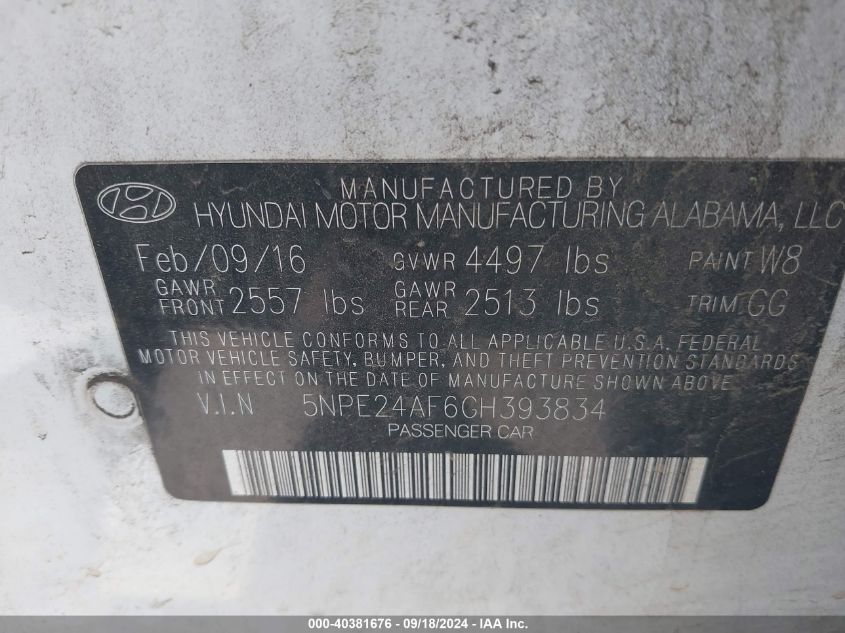 MANUFACTURED BY
HYUNDAI MOTOR MANUFACTURING ALABAMA, LLC
Feb/09/16 GVWR 4497 lbs PAINT W8
GAWR FRONT 2557 lbs GAWR REAR 2513 lbs TRIM GG
THIS VEHICLE CONFORMS TO ALL APPLICABLE U.S.A. FEDERAL
MOTOR VEHICLE SAFETY, BUMPER, AND THEFT PREVENTION STANDARDS
IN EFFECT ON THE DATE OF MANUFACTURE SHOWN ABOVE.
V.I.N 5NPE24AF6GH393834
PASSENGER CAR
000-40381676 - 09/18/2024 - IAA Inc.